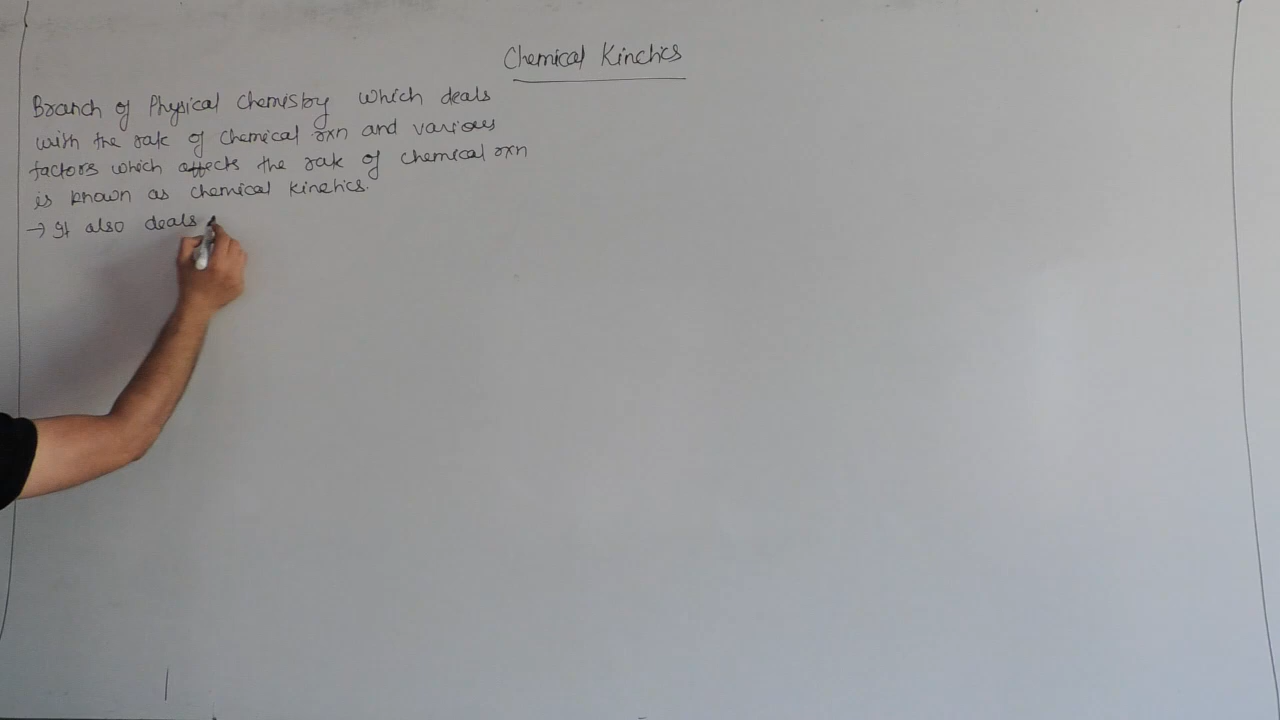 Chemical Kinetics
Branch of Physical Chemistry which deals
with the rate of chemical rxn and various
factors which affects the rate of chemical rxn
is known as chemical kinetics.
→ It also deals